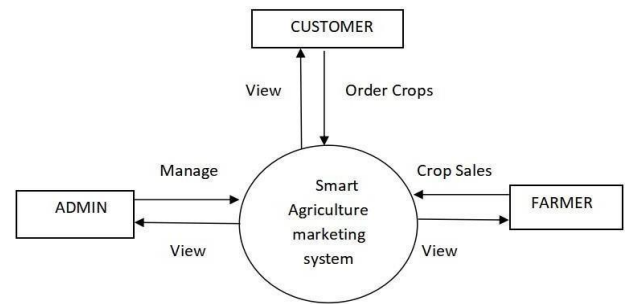 CUSTOMER
View
Order Crops
Manage
Crop Sales
ADMIN
Smart
Agriculture
marketing
system
FARMER
View
View